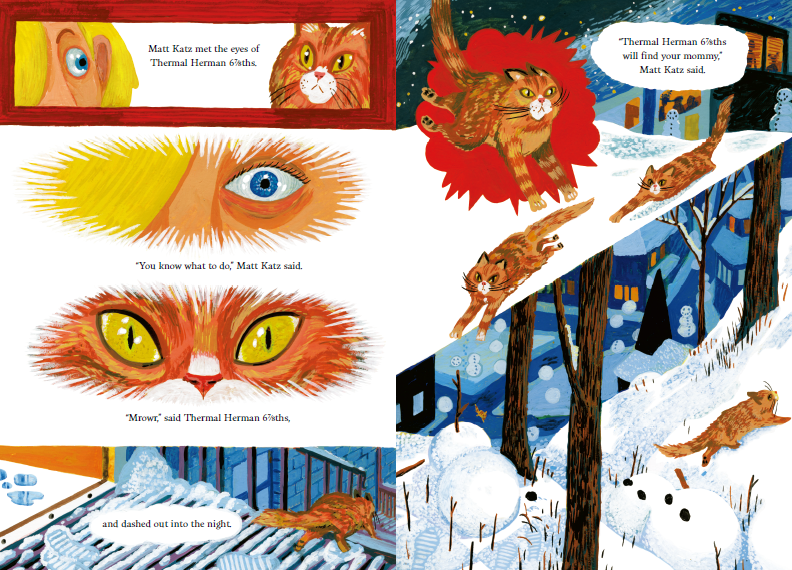 Matt Katz met the eyes of
Thermal Herman 6⅞ths.
"You know what to do," Matt Katz said.
"Mrowr," said Thermal Herman 6⅞ths,
and dashed out into the night.
"Thermal Herman 6⅞ths
will find your mommy,"
Matt Katz said.